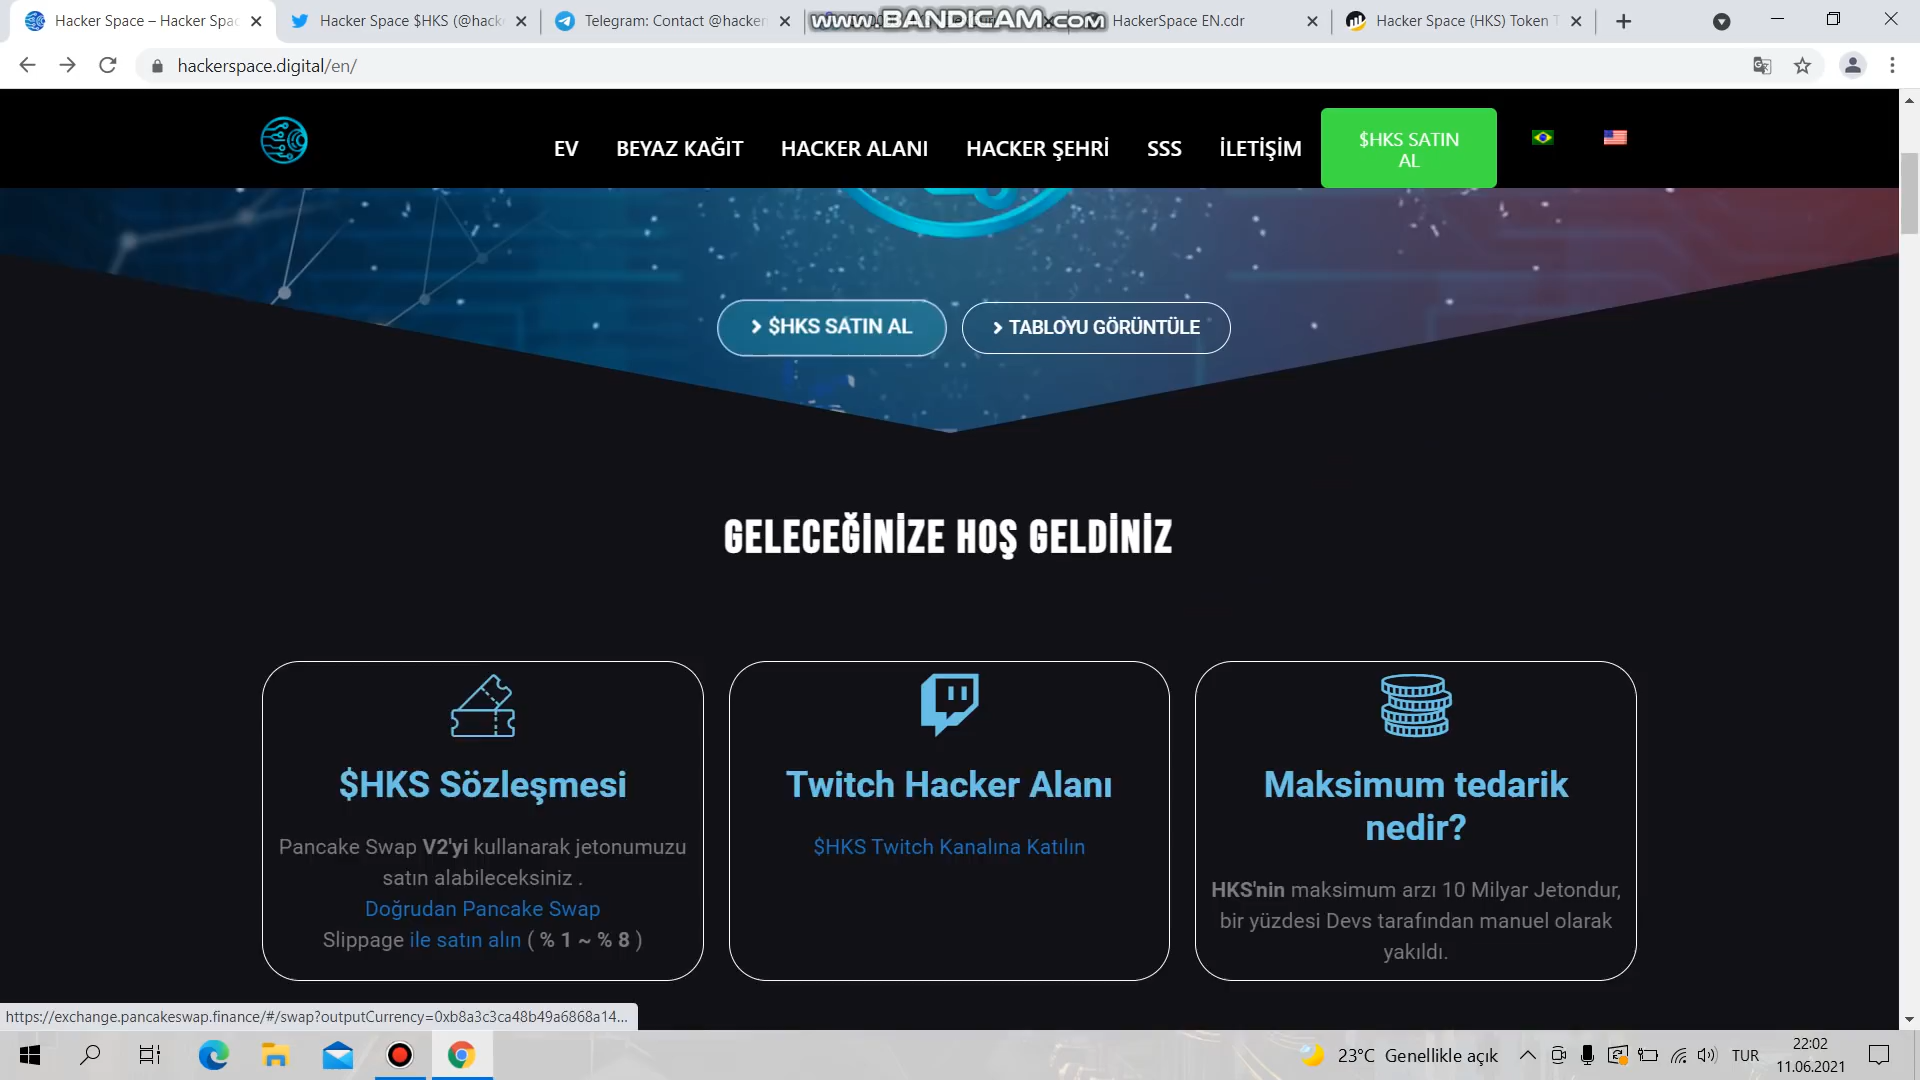 Hacker Space – Hacker Spac
Hacker Space $HKS (@hack
Telegram: Contact @hacken
www.BANDICAM.com
HackerSpace EN.cdr
Hacker Space (HKS) Token T
hackerspace.digital/en/
EV
BEYAZ KAĞIT
HACKER ALANI
HACKER ŞEHRİ
SSS
İLETİŞİM
$HKS SATIN
AL
$HKS SATIN AL
TABLOYU GÖRÜNTÜLE
GELECEĞİNİZE HOŞ GELDİNİZ
$HKS Sözleşmesi
Pancake Swap V2'yi kullanarak jetonumuzu
satın alabileceksiniz .
Doğrudan Pancake Swap
Slippage ile satın alın ( % 1 ~ % 8 )
Twitch Hacker Alanı
$HKS Twitch Kanalına Katılın
Maksimum tedarik
nedir?
HKS'nin maksimum arzı 10 Milyar Jetondur,
bir yüzdesi Devs tarafından manuel olarak
yakıldı.
https://exchange.pancakeswap.finance/#/swap?outputCurrency=0xb8a3c3ca48b49a6868a14...
23°C Genellikle açık
TUR
22:02
11.06.2021